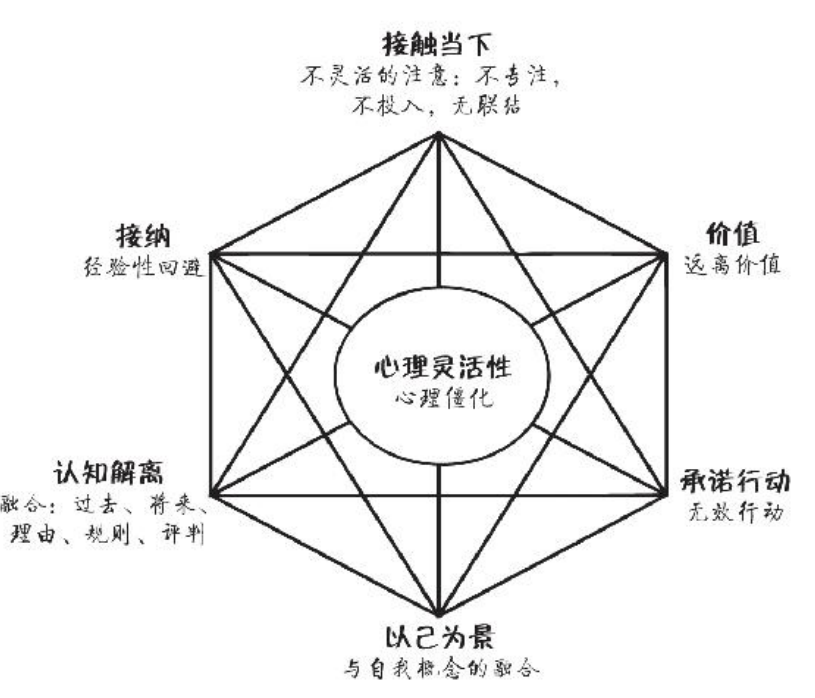 接触当下
不灵活的注意：不专注，
不投入，无联结
接纳
经验性回避
价值
远离价值
心理灵活性
心理僵化
认知解离
融合：过去、将来、
理由、规则、评判
承诺行动
无效行动
以己为景
与自我概念的融合